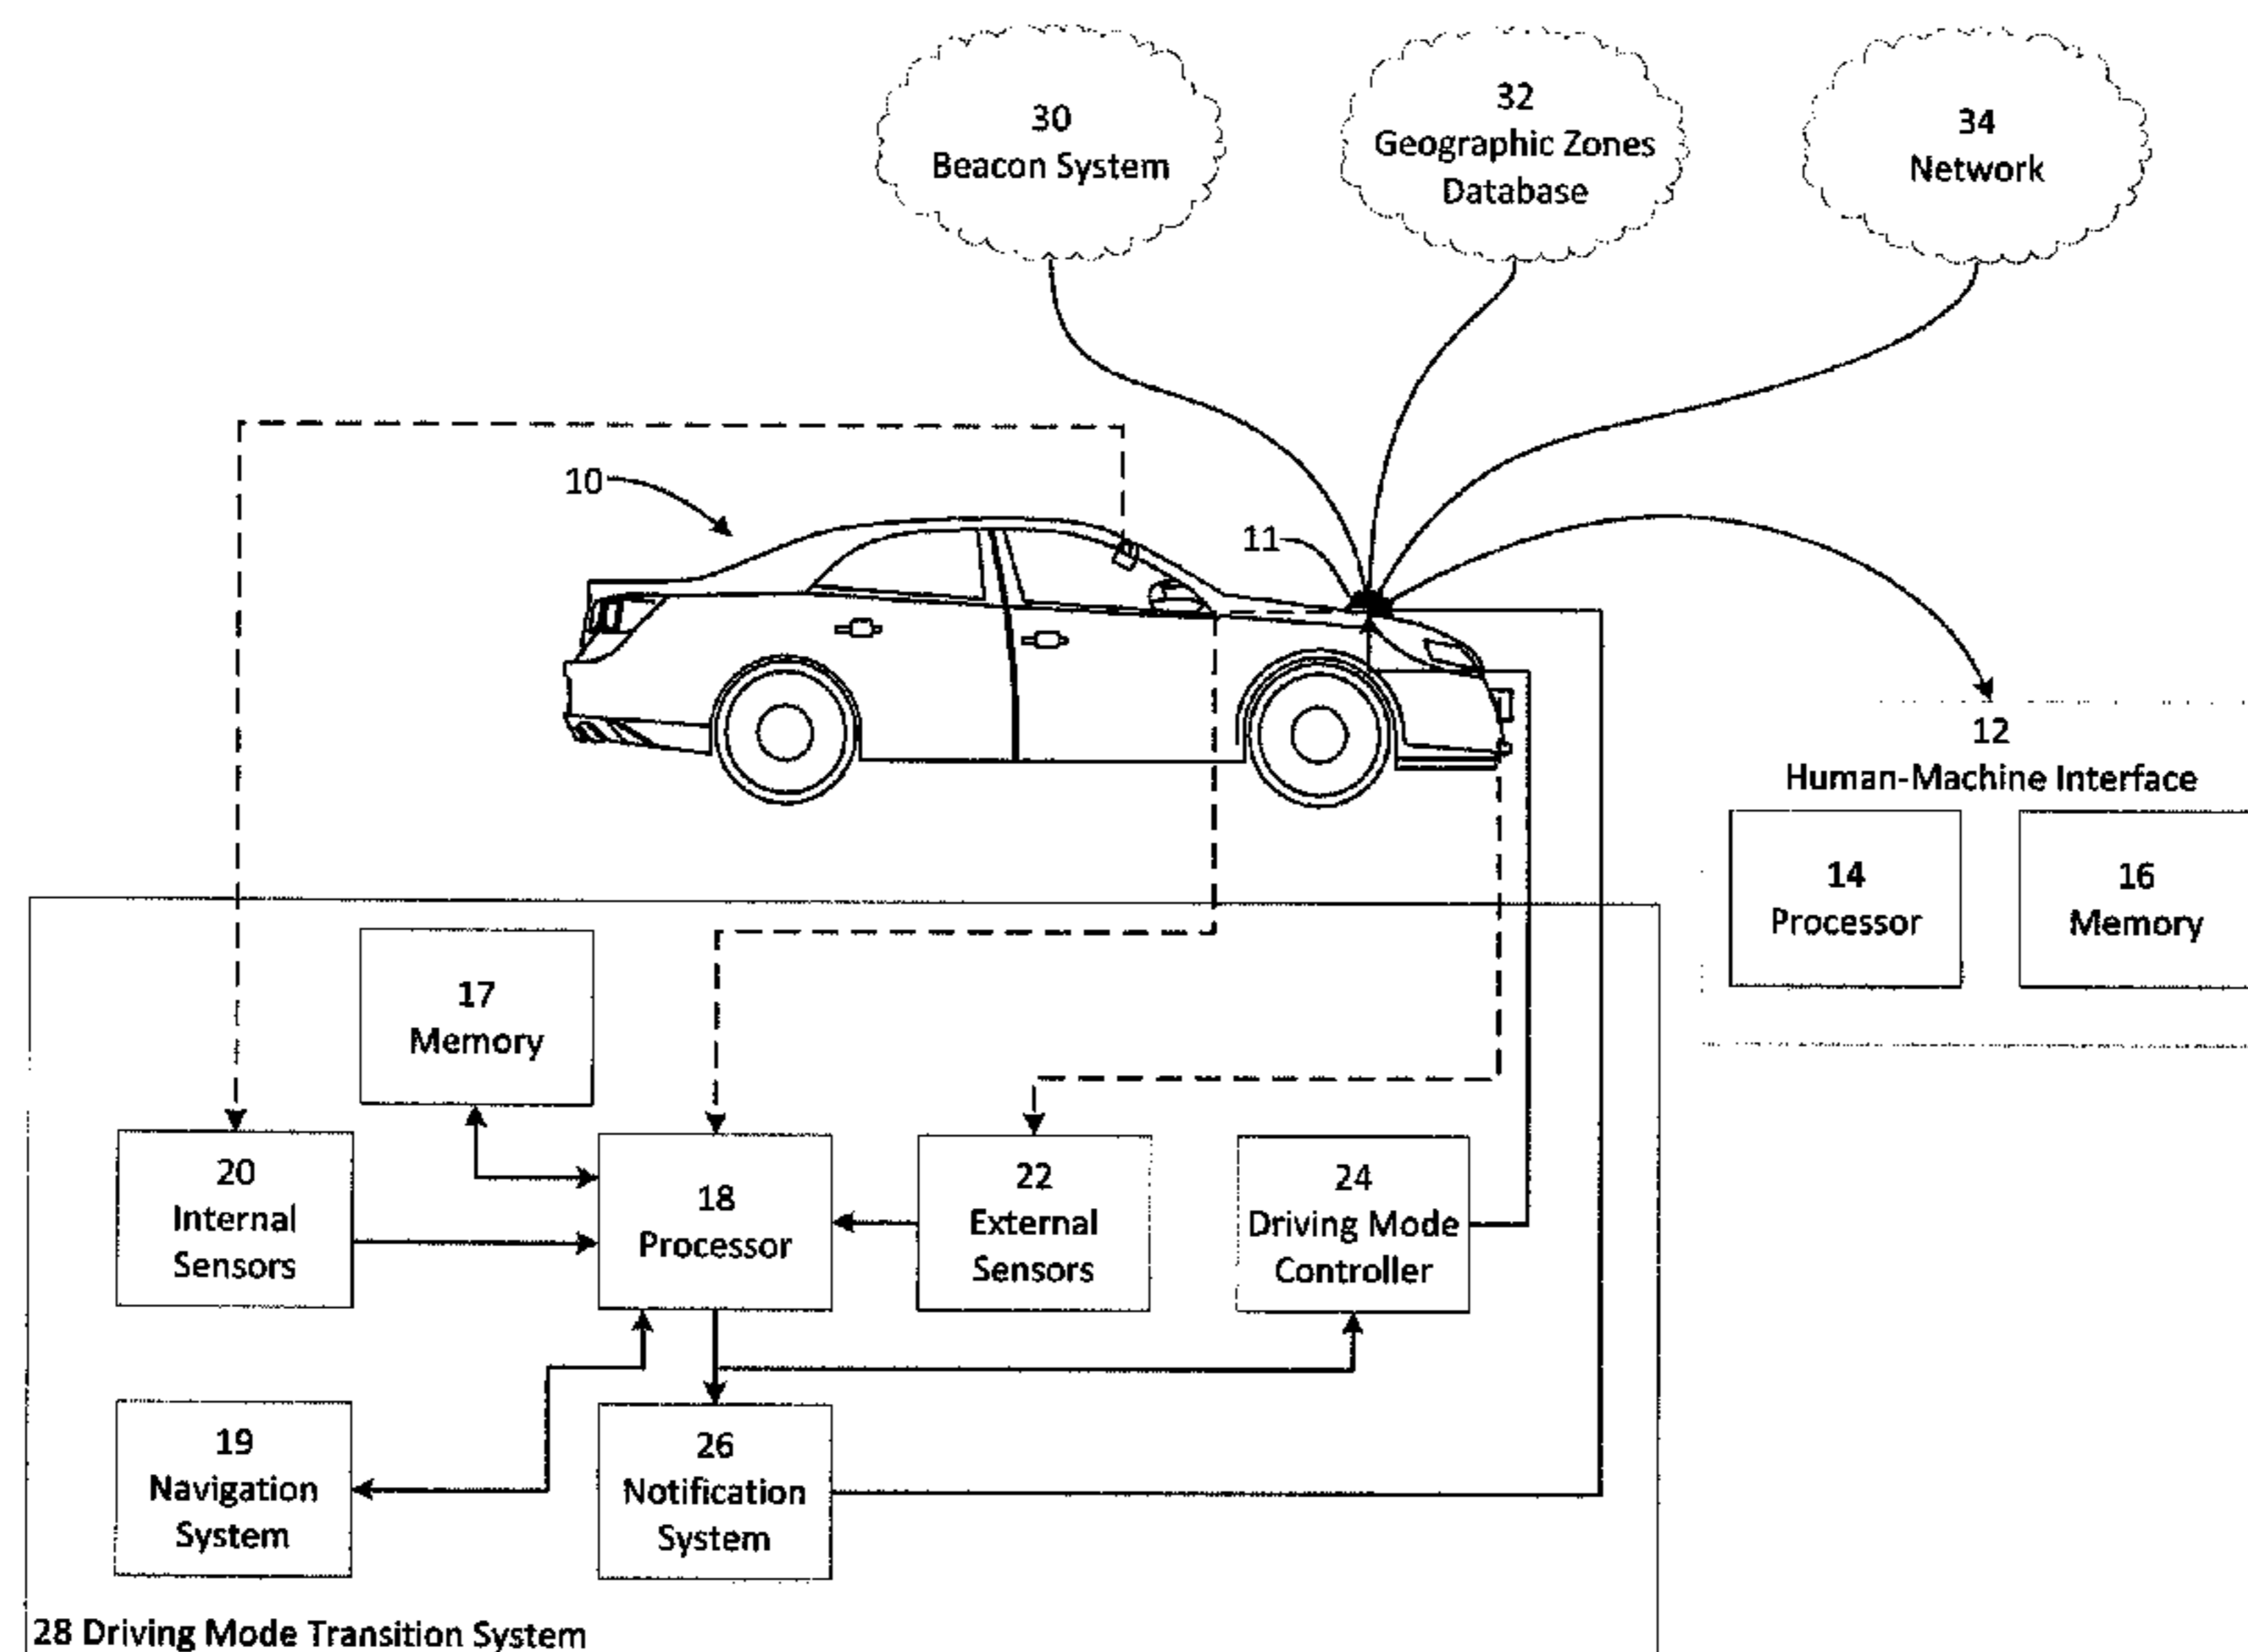 30
Beacon System
32
Geographic Zones
Database
34
Network
10
11
12
Human-Machine Interface
14
Processor
16
Memory
17
Memory
20
Internal
Sensors
18
Processor
22
External
Sensors
24
Driving Mode
Controller
19
Navigation
System
26
Notification
System
28 Driving Mode Transition System